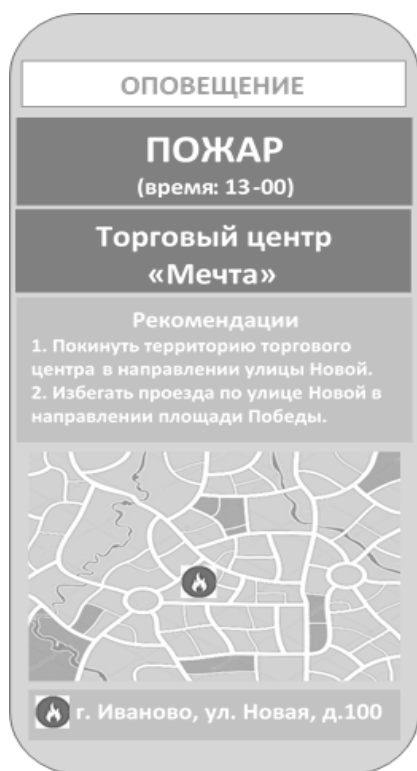 ОПОВЕЩЕНИЕ
ПОЖАР
(время: 13-00)
Торговый центр
«Мечта»
Рекомендации
1. Покинуть территорию торгового
центра в направлении улицы Новой.
2. Избегать проезда по улице Новой в
направлении площади Победы.
г. Иваново, ул. Новая, д.100